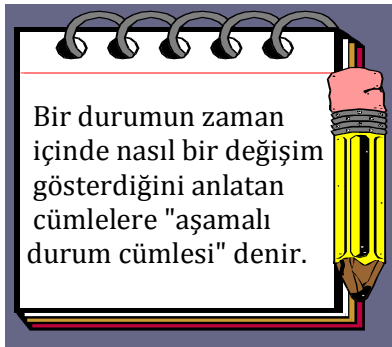 Bir durumun zaman
içinde nasıl bir değişim
gösterdiğini anlatan
cümlelere "aşamalı
durum cümlesi" denir.